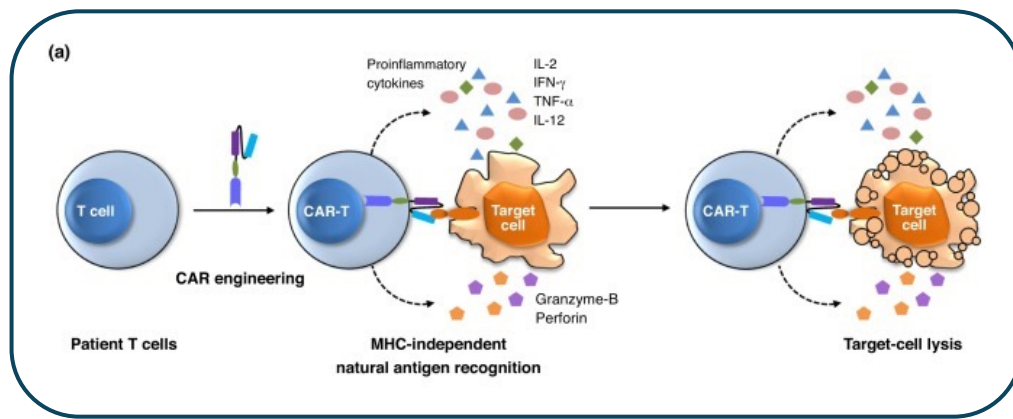 (a)
Proinflammatory
cytokines
IL-2
IFN-γ
TNF-α
IL-12
T cell
CAR-T
Target
cell
CAR-T
Target
cell
CAR engineering
Granzyme-B
Perforin
Patient T cells
MHC-independent
natural antigen recognition
Target-cell lysis